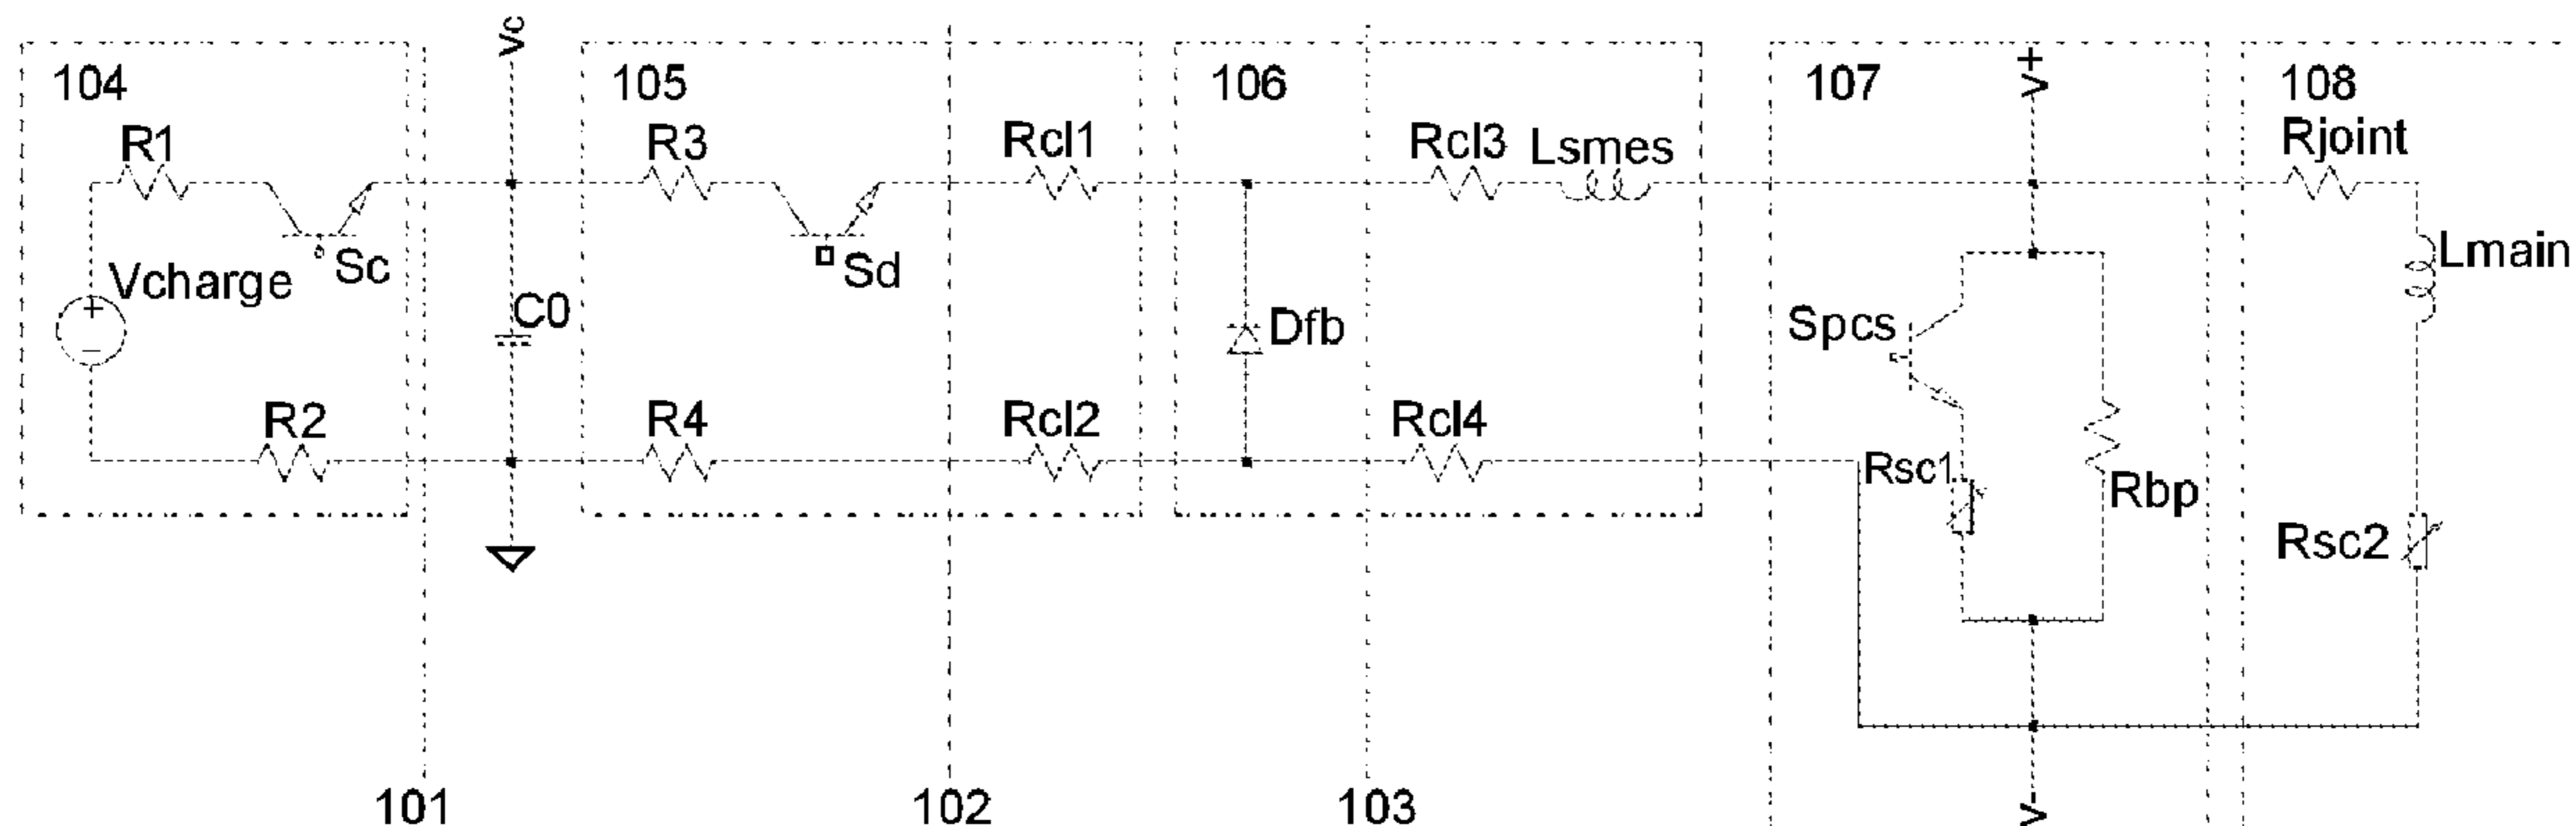 Vc
V+
104
105
106
107
108
R1
R3
Rcl1
Rcl3
Lsmes
Rjoint
Sc
Sd
Lmain
Vcharge
+
−
C0
Dfb
Spcs
R2
R4
Rcl2
Rcl4
Rsc1
Rbp
Rsc2
101
102
103
V-